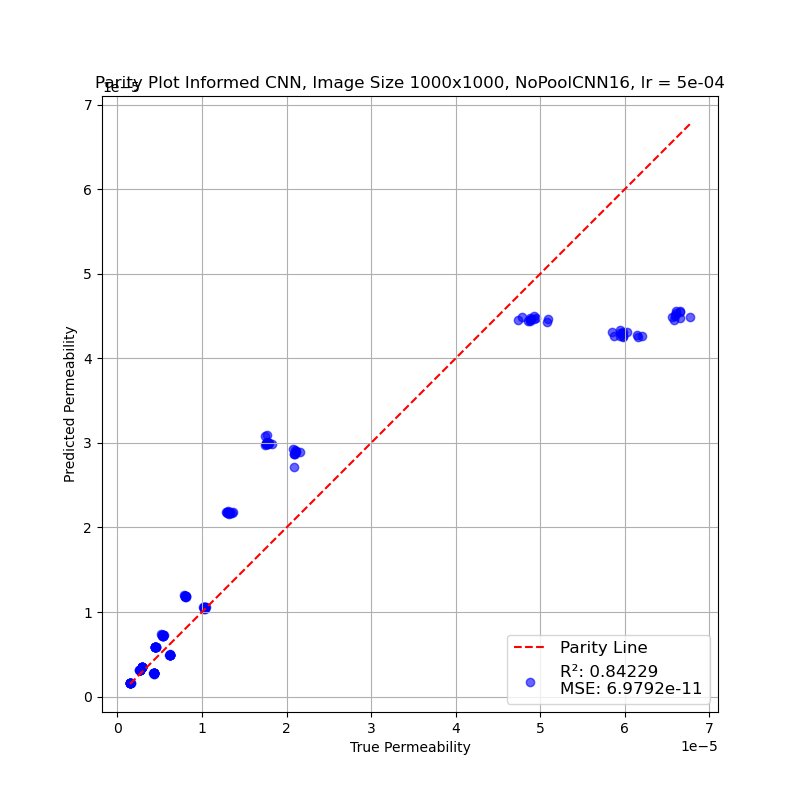 Parity Plot Informed CNN, Image Size 1000x1000, NoPoolCNN16, lr = 5e-04
1e−5
7
6
5
4
3
2
1
0
Predicted Permeability
Parity Line
R²: 0.84229
MSE: 6.9792e-11
0 1 2 3 4 5 6 7
True Permeability
1e−5